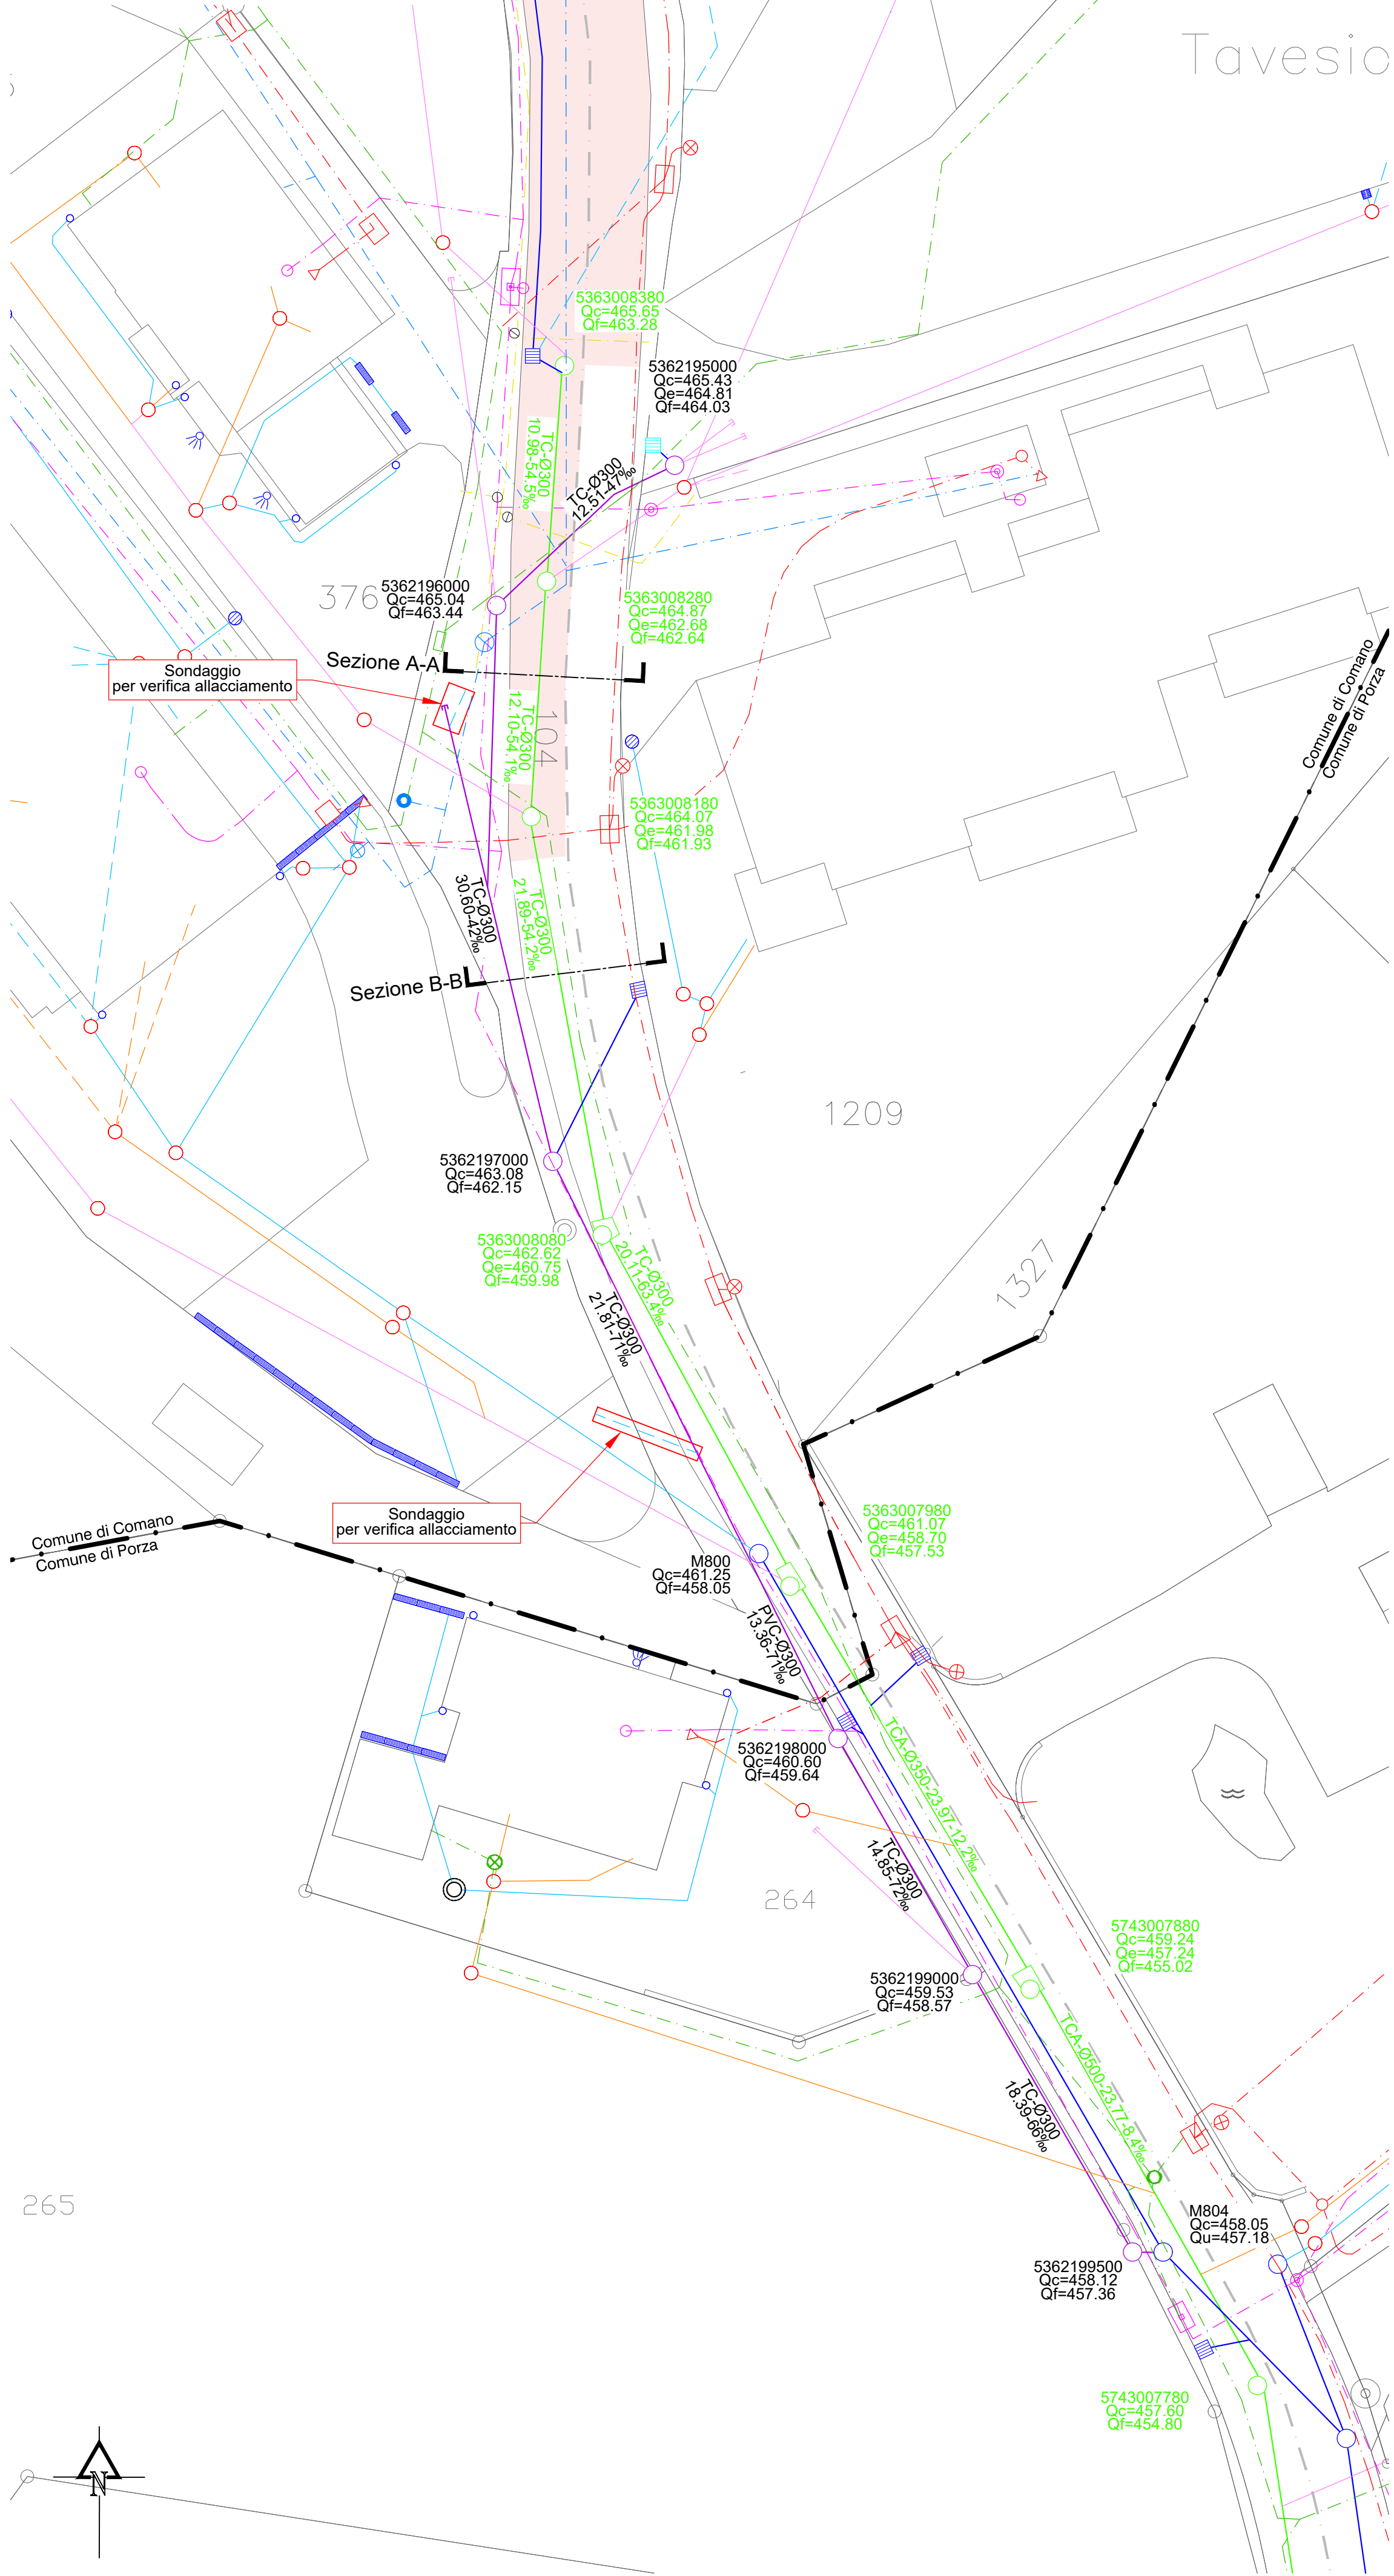 Tavesio
5363008380
Qc=465.65
Qf=463.28
5362195000
Qc=465.43
Qe=464.81
Qf=464.03
TC-Ø300
10.98-54.5‰
TC-Ø300
12.51-47‰
376
5362196000
Qc=465.04
Qf=463.44
5363008280
Qc=464.87
Qe=462.68
Qf=462.64
Sezione A-A
Sondaggio
per verifica allacciamento
Comune di Comano
Comune di Porza
104
TC-Ø300
12.10-54.1‰
5363008180
Qc=464.07
Qe=461.98
Qf=461.93
TC-Ø300
30.60-42‰
TC-Ø300
21.89-54.2‰
Sezione B-B
1209
5362197000
Qc=463.08
Qf=462.15
5363008080
Qc=462.62
Qe=460.75
Qf=459.98
1327
TC-Ø300
20.11-63.4‰
TC-Ø300
21.81-71‰
Sondaggio
per verifica allacciamento
Comune di Comano
Comune di Porza
5363007980
Qc=461.07
Qe=458.70
Qf=457.53
M800
Qc=461.25
Qf=458.05
PVC-Ø300
13.36-71‰
5362198000
Qc=460.60
Qf=459.64
TCA-Ø350-23.97-12.2‰
TC-Ø300
14.85-72‰
264
5743007880
Qc=459.24
Qe=457.24
Qf=455.02
5362199000
Qc=459.53
Qf=458.57
TCA-Ø500-23.77-8.4‰
TC-Ø300
18.39-66‰
265
M804
Qc=458.05
Qu=457.18
5362199500
Qc=458.12
Qf=457.36
5743007780
Qc=457.60
Qf=454.80
N